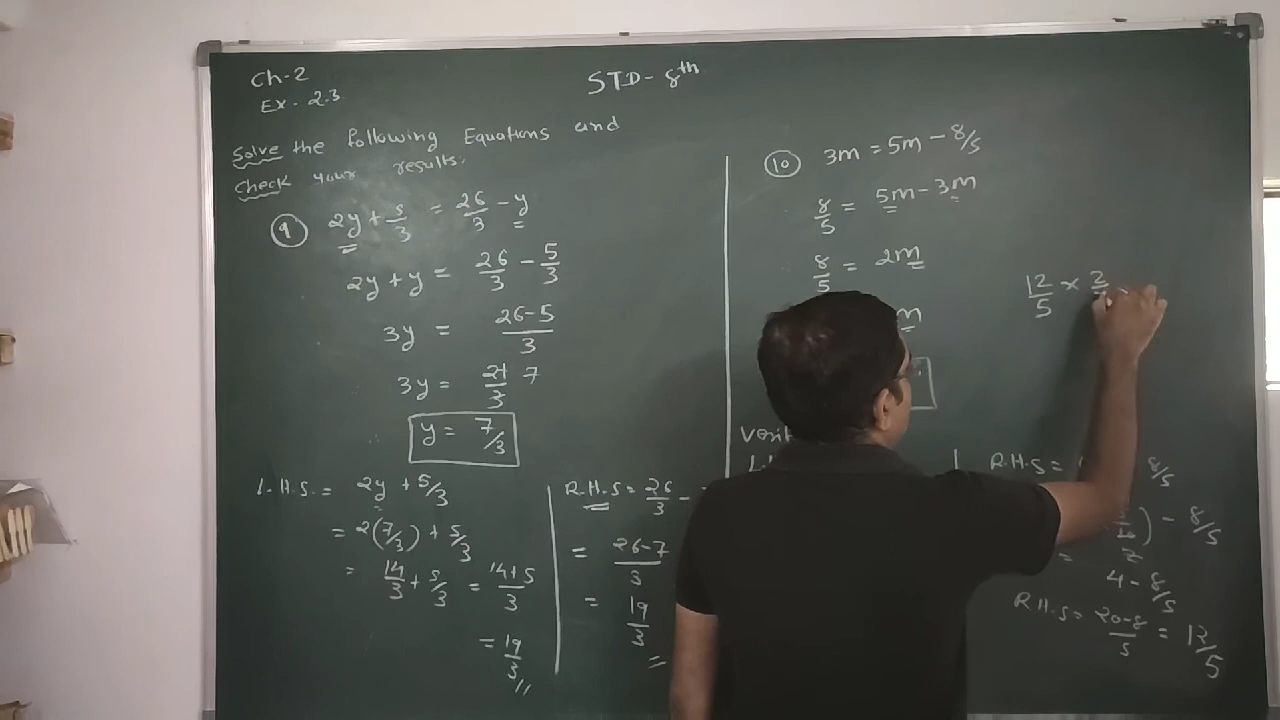 Ch-2
STD- 8th
Ex. 2.3
Solve the following Equations and
Check your results.
9 2y + 5/3 = 26/3 - y
2y + y = 26/3 - 5/3
3y = 26-5/3
3y = 21/3 7
y = 7/3
L.H.S. = 2y + 5/3
= 2(7/3) + 5/3
= 14/3 + 5/3 = 14+5/3
= 19/3
R.H.S = 26/3 -
= 26-7/3
= 19/3
10 3m = 5m - 8/5
8/5 = 5m - 3m
8/5 = 2m
m
12/5 × 2
R.H.S = 8/5
) - 8/5
=
4 - 8/5
R.H.S = 20-8/5 = 12/5